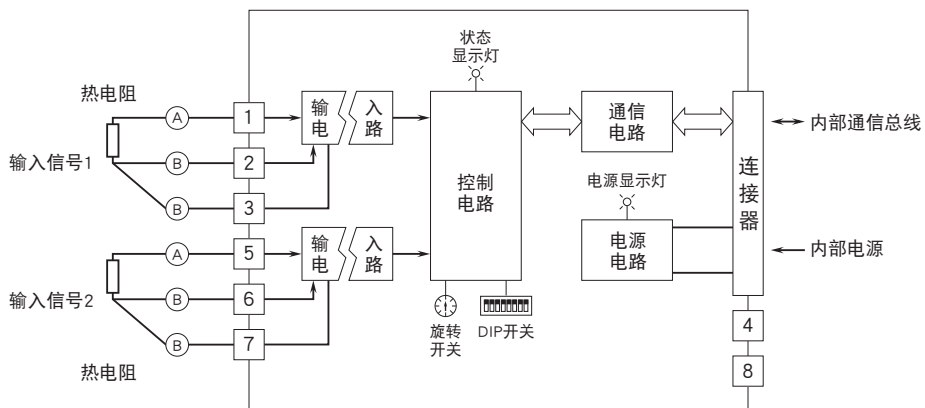 状态
显示灯
热电阻
A
1
输 入
电 路
通信
电路
内部通信总线
输入信号1
B
2
控制
电路
连接器
电源显示灯
B
3
A
5
输 入
电 路
电源
电路
内部电源
输入信号2
B
6
旋转
开关
DIP开关
4
B
7
热电阻
8